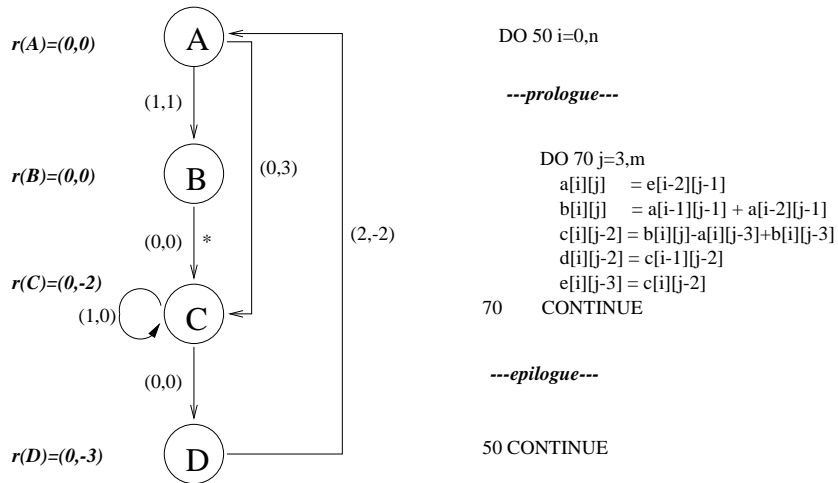 r(A)=(0,0)
A
(1,1)
r(B)=(0,0)
B
(0,3)
(0,0)
*
(2,-2)
r(C)=(0,-2)
(1,0)
C
(0,0)
r(D)=(0,-3)
D
DO 50 i=0,n
---prologue---
DO 70 j=3,m
a[i][j] = e[i-2][j-1]
b[i][j] = a[i-1][j-1] + a[i-2][j-1]
c[i][j-2] = b[i][j]-a[i][j-3]+b[i][j-3]
d[i][j-2] = c[i-1][j-2]
e[i][j-3] = c[i][j-2]
70 CONTINUE
---epilogue---
50 CONTINUE